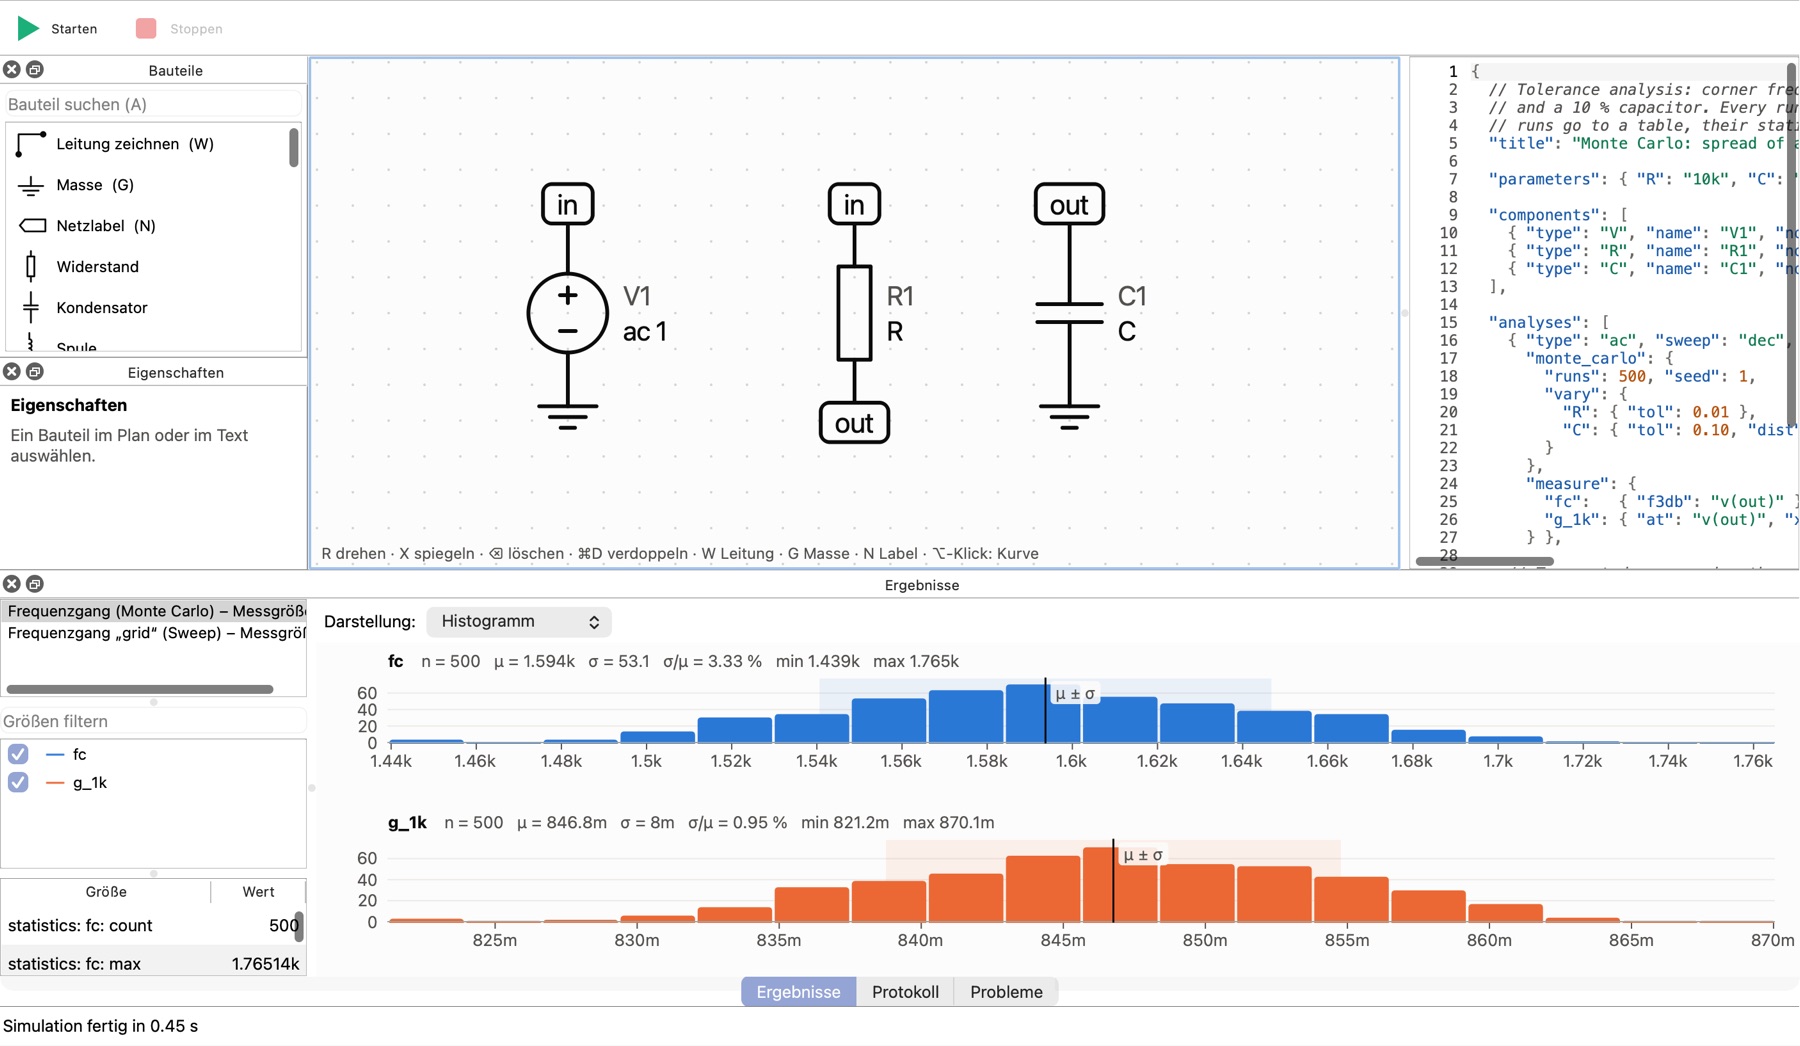 Starten
Stoppen
Bauteile
Bauteil suchen (A)
Leitung zeichnen (W)
Masse (G)
Netzlabel (N)
Widerstand
Kondensator
Spule
Eigenschaften
Eigenschaften
Ein Bauteil im Plan oder im Text
auswählen.
in
V1
ac 1
in
R1
R
out
out
C1
C
R drehen · X spiegeln · ⌫ löschen · ⌘D verdoppeln · W Leitung · G Masse · N Label · ⌥-Klick: Kurve
1 {
2 // Tolerance analysis: corner fre
3 // and a 10 % capacitor. Every ru
4 // runs go to a table, their stat
5 "title": "Monte Carlo: spread of
6
7 "parameters": { "R": "10k", "C":
8
9 "components": [
10 { "type": "V", "name": "V1",
11 { "type": "R", "name": "R1",
12 { "type": "C", "name": "C1",
13 ],
14
15 "analyses": [
16 { "type": "ac", "sweep": "dec",
17 "monte_carlo": {
18 "runs": 500, "seed": 1,
19 "vary": {
20 "R": { "tol": 0.01 },
21 "C": { "tol": 0.10, "dist"
22 }
23 },
24 "measure": {
25 "fc": { "f3db": "v(out)" }
26 "g_1k": { "at": "v(out)",
27 } },
28
Ergebnisse
Frequenzgang (Monte Carlo) – Messgröße
Frequenzgang „grid“ (Sweep) – Messgröß
Größen filtern
fc
g_1k
Größe Wert
statistics: fc: count 500
statistics: fc: max 1.76514k
Darstellung: Histogramm
fc n = 500 μ = 1.594k σ = 53.1 σ/μ = 3.33 % min 1.439k max 1.765k
60
40
20
0
μ ± σ
1.44k 1.46k 1.48k 1.5k 1.52k 1.54k 1.56k 1.58k 1.6k 1.62k 1.64k 1.66k 1.68k 1.7k 1.72k 1.74k 1.76k
g_1k n = 500 μ = 846.8m σ = 8m σ/μ = 0.95 % min 821.2m max 870.1m
60
40
20
0
μ ± σ
825m 830m 835m 840m 845m 850m 855m 860m 865m 870m
Ergebnisse Protokoll Probleme
Simulation fertig in 0.45 s